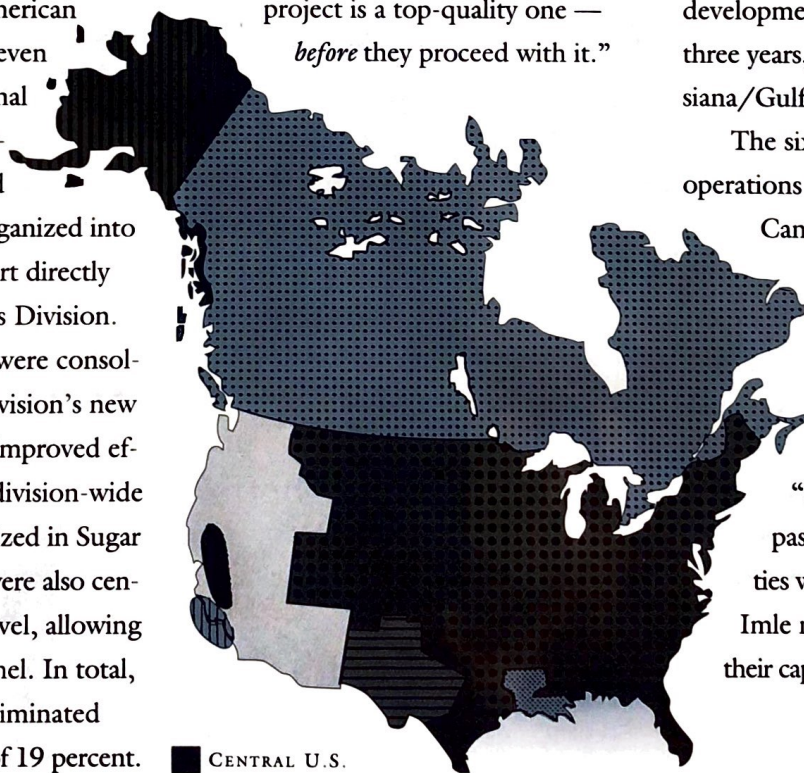 merican
even
nal
d
ganized into
rt directly
s Division.
were consol-
vision's new
mproved ef-
division-wide
zed in Sugar
vere also cen-
vel, allowing
nel. In total,
iminated
f 19 percent.
project is a top-quality one —
before they proceed with it.”
developme
three years.
siana/Gulf
The six
operations
Can
“
pas
ties w
Imle r
their cap
CENTRAL U.S.